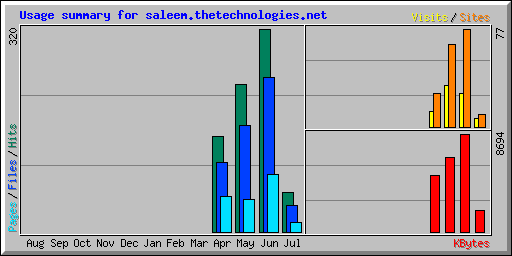 Usage summary for saleem.thetechnologies.net
Visits/Sites
320
77
Pages/Files/Hits
8694
Aug Sep Oct Nov Dec Jan Feb Mar Apr May Jun Jul
KBytes